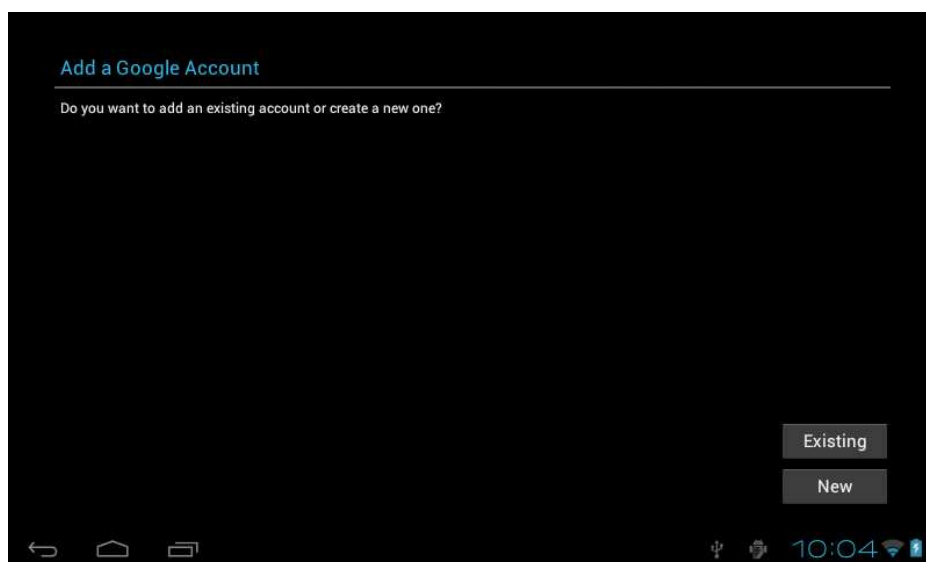 Add a Google Account
Do you want to add an existing account or create a new one?
Existing
New
10:04